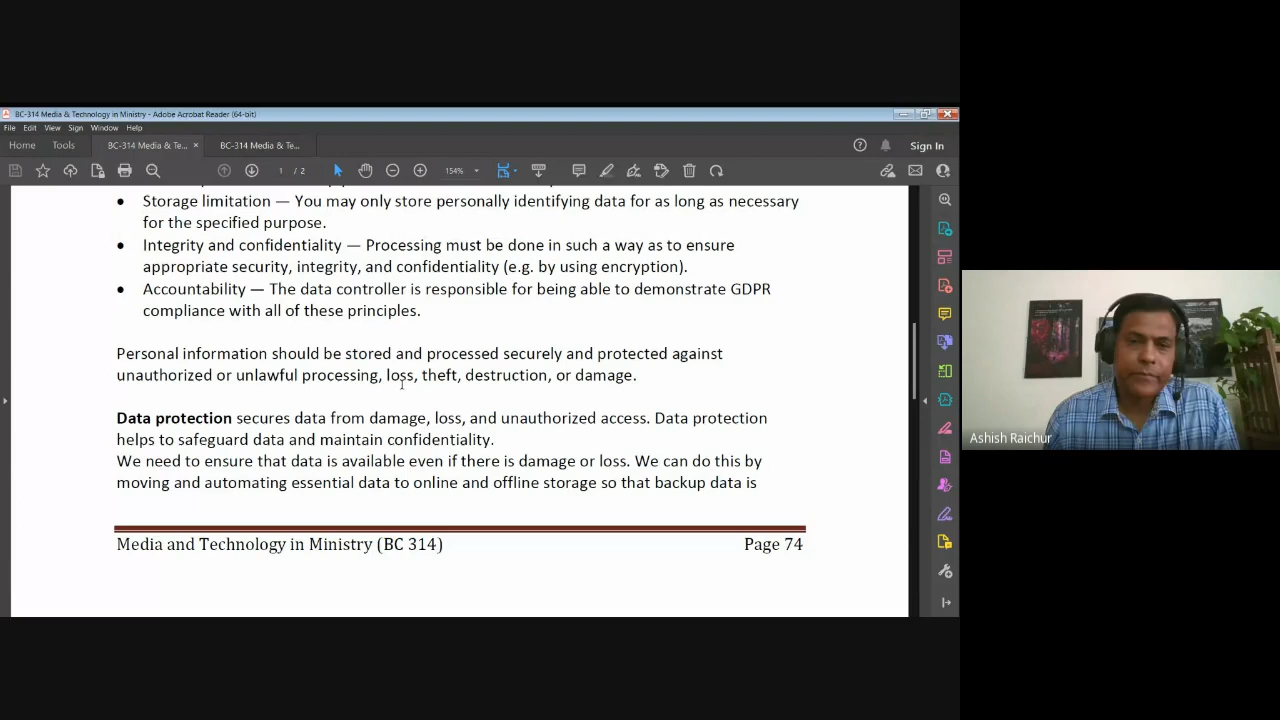 BC-314 Media & Technology in Ministry - Adobe Acrobat Reader (64-bit)
File Edit View Sign Window Help
Home Tools BC-314 Media & Te... × BC-314 Media & Te... Sign In
1 / 2 154%
Storage limitation — You may only store personally identifying data for as long as necessary
for the specified purpose.
Integrity and confidentiality — Processing must be done in such a way as to ensure
appropriate security, integrity, and confidentiality (e.g. by using encryption).
Accountability — The data controller is responsible for being able to demonstrate GDPR
compliance with all of these principles.
Personal information should be stored and processed securely and protected against
unauthorized or unlawful processing, loss, theft, destruction, or damage.
Data protection secures data from damage, loss, and unauthorized access. Data protection
helps to safeguard data and maintain confidentiality.
We need to ensure that data is available even if there is damage or loss. We can do this by
moving and automating essential data to online and offline storage so that backup data is
Media and Technology in Ministry (BC 314) Page 74
Ashish Raichur